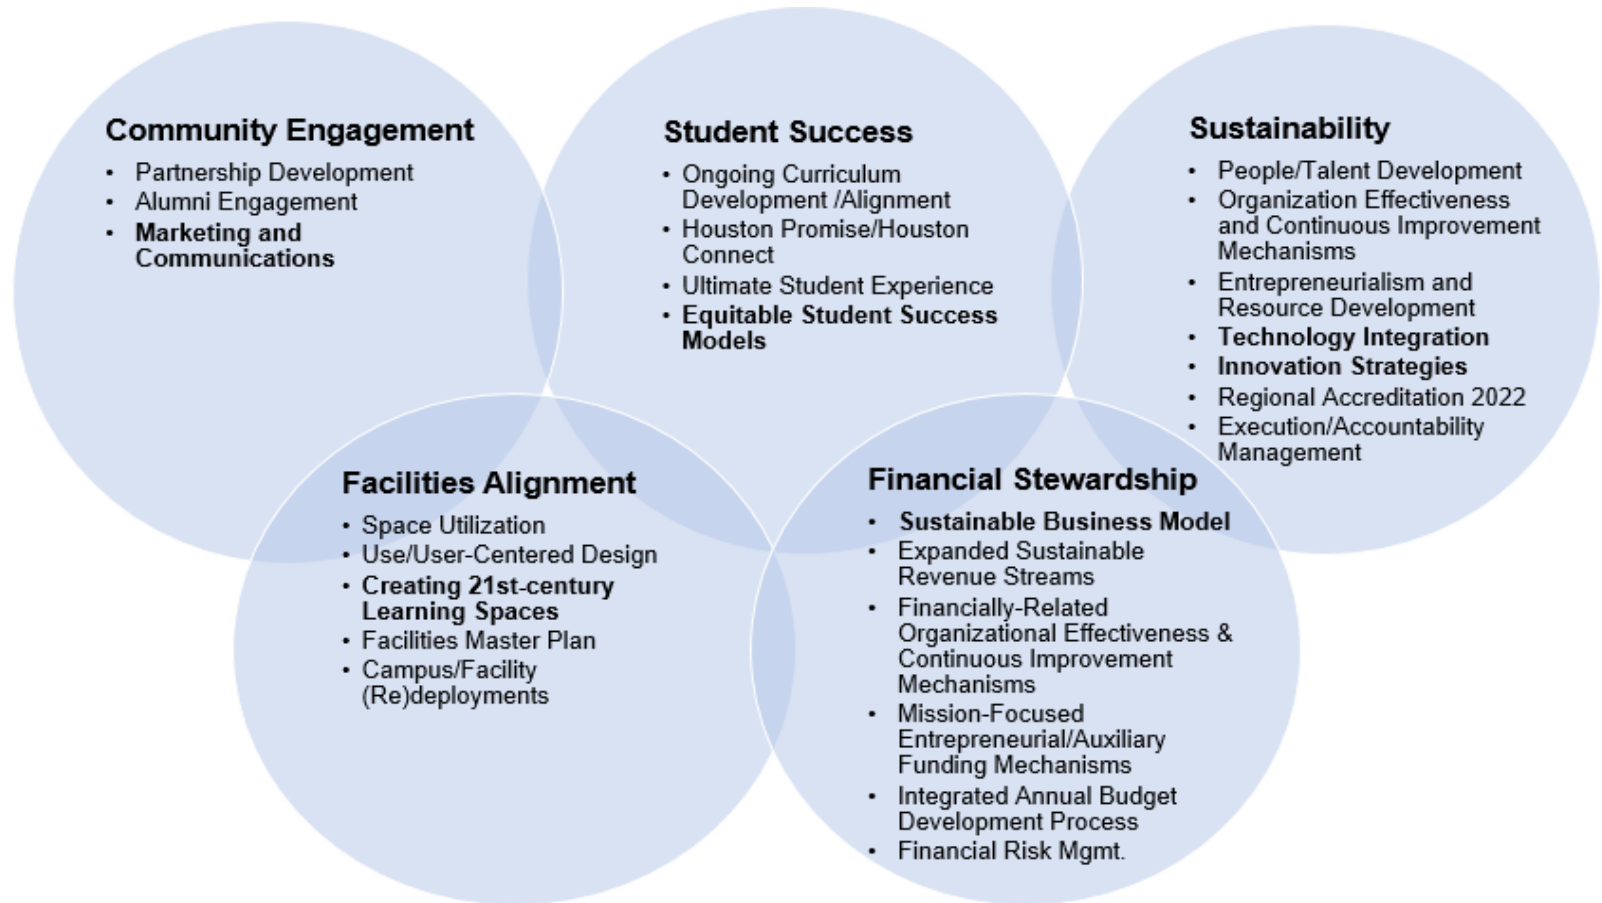 Community Engagement
• Partnership Development
• Alumni Engagement
• Marketing and
Communications
Student Success
• Ongoing Curriculum
Development /Alignment
• Houston Promise/Houston
Connect
• Ultimate Student Experience
• Equitable Student Success
Models
Sustainability
• People/Talent Development
• Organization Effectiveness
and Continuous Improvement
Mechanisms
• Entrepreneurialism and
Resource Development
• Technology Integration
• Innovation Strategies
• Regional Accreditation 2022
• Execution/Accountability
Management
Facilities Alignment
• Space Utilization
• Use/User-Centered Design
• Creating 21st-century
Learning Spaces
• Facilities Master Plan
• Campus/Facility
(Re)deployments
Financial Stewardship
• Sustainable Business Model
• Expanded Sustainable
Revenue Streams
• Financially-Related
Organizational Effectiveness &
Continuous Improvement
Mechanisms
• Mission-Focused
Entrepreneurial/Auxiliary
Funding Mechanisms
• Integrated Annual Budget
Development Process
• Financial Risk Mgmt.